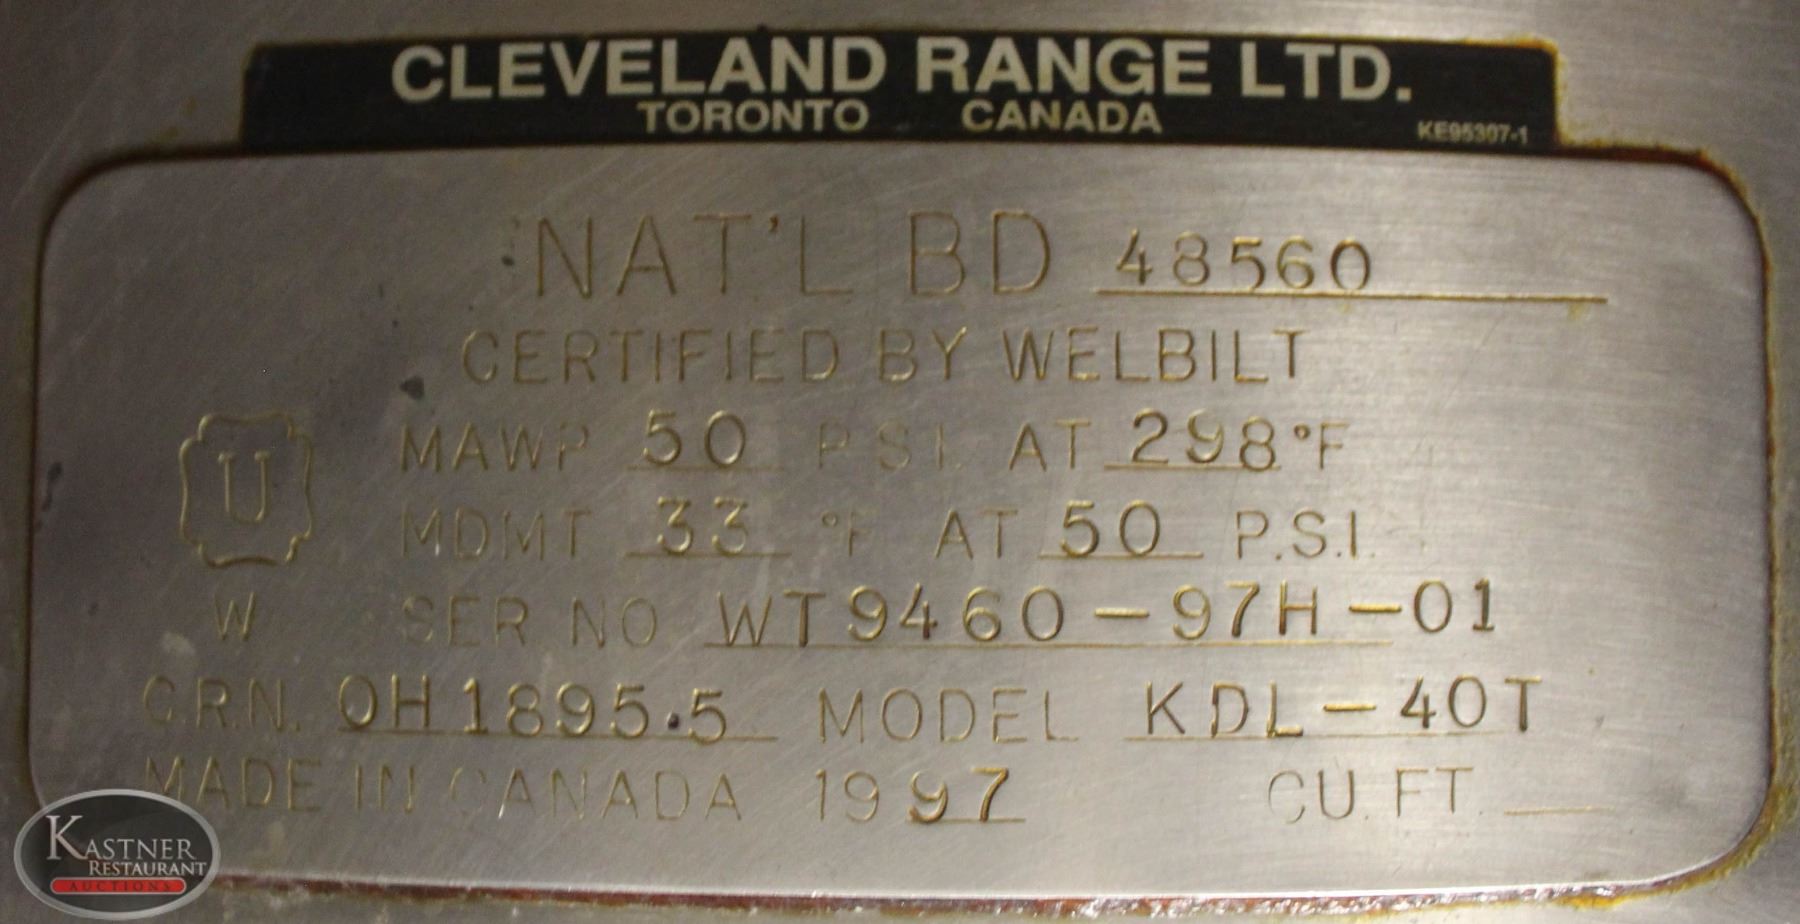 CLEVELAND RANGE LTD.
TORONTO CANADA
KE95307-1
NAT'L BD 48560
CERTIFIED BY WELBILT
MAWP 50 P.S.I. AT 298°F
U
MDMT 33 °F AT 50 P.S.I.
W SER NO WT9460-97H-01
C.R.N. OH1895.5 MODEL KDL-40T
MADE IN CANADA 1997 CU. FT.
KASTNER
RESTAURANT
AUCTIONS